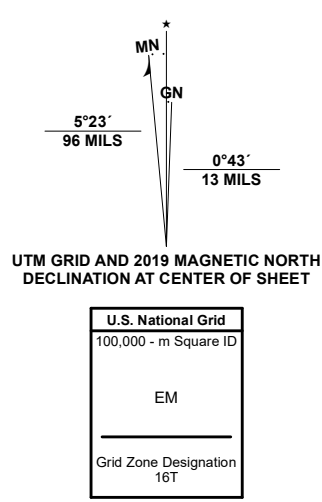 MN
GN
5°23´
96 MILS
0°43´
13 MILS
UTM GRID AND 2019 MAGNETIC NORTH
DECLINATION AT CENTER OF SHEET
U.S. National Grid
100,000 - m Square ID
EM
Grid Zone Designation
16T